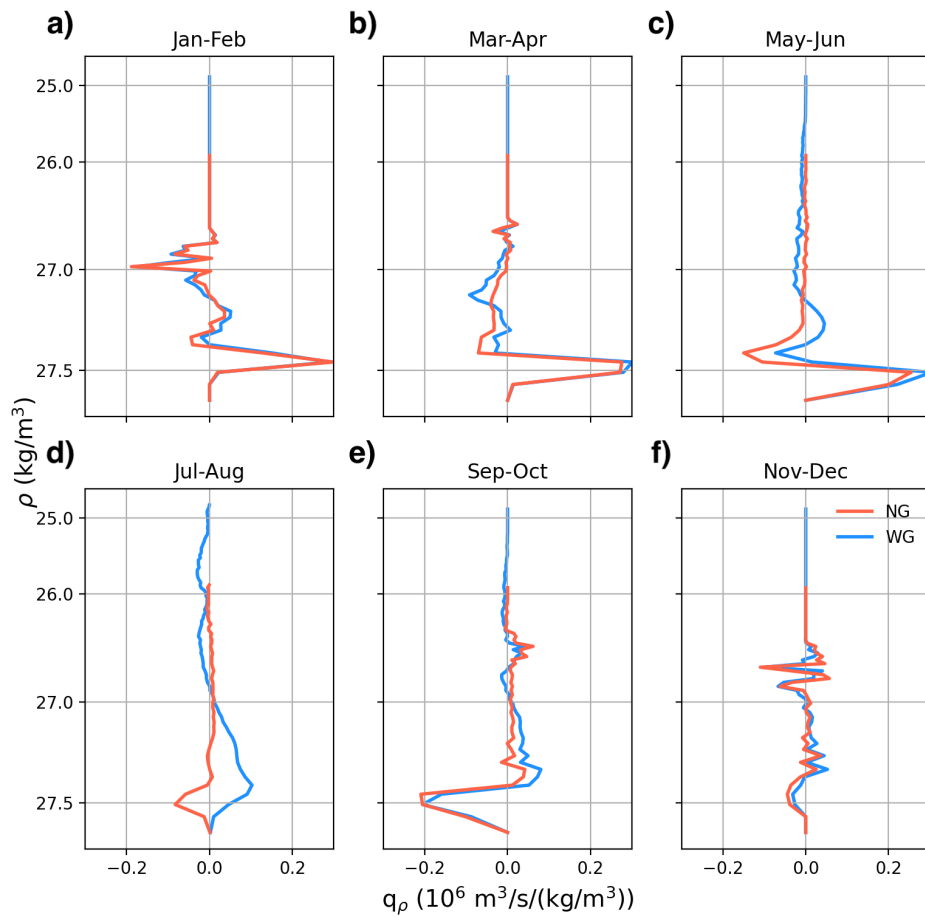 a) b) c)
Jan-Feb Mar-Apr May-Jun
25.0
26.0
27.0
27.5
ρ (kg/m³)
d) e) f)
Jul-Aug Sep-Oct Nov-Dec
25.0
26.0
27.0
27.5
NG
WG
−0.2 0.0 0.2 −0.2 0.0 0.2 −0.2 0.0 0.2
qρ (10⁶ m³/s/(kg/m³))